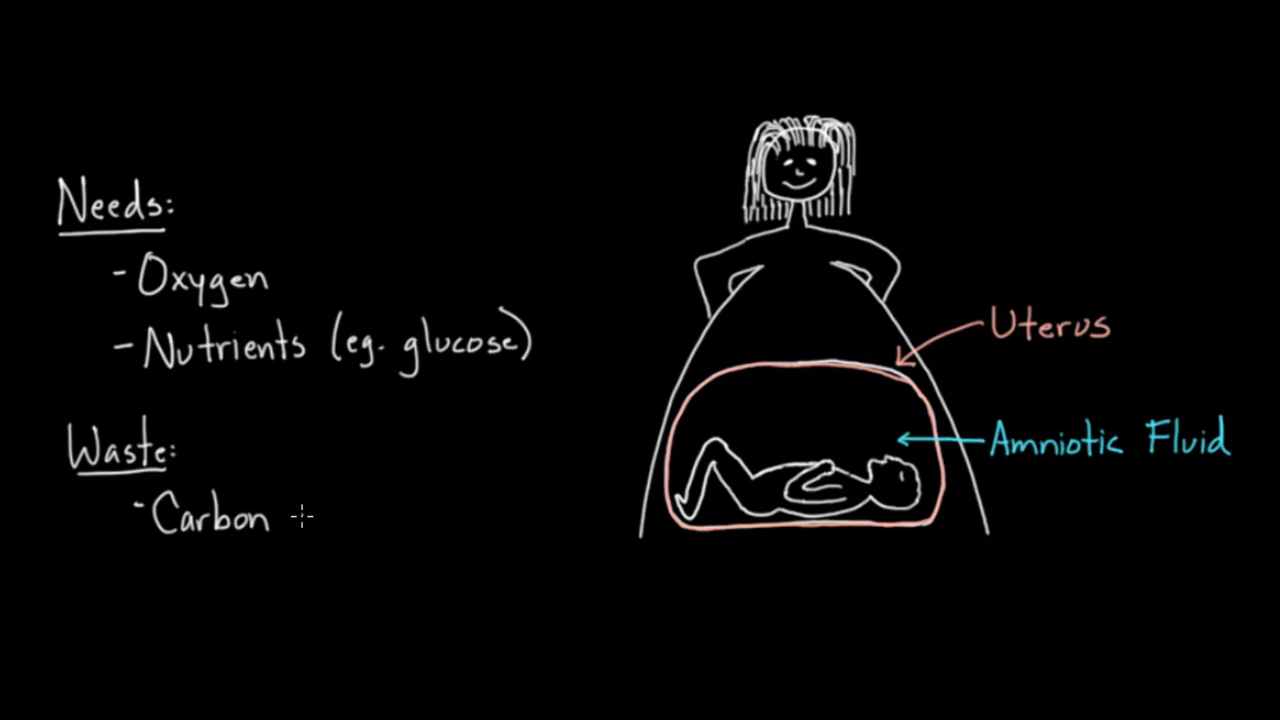 Needs:
- Oxygen
- Nutrients (eg. glucose)
Waste:
- Carbon
Uterus
Amniotic Fluid